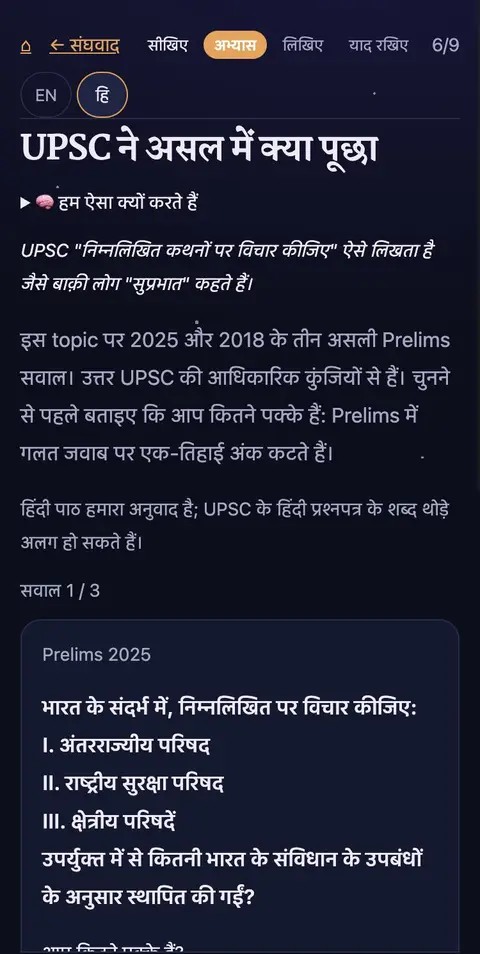 ⌂ ← संघवाद सीखिए अभ्यास लिखिए याद रखिए 6/9
EN हि
UPSC ने असल में क्या पूछा
▶ 🧠 हम ऐसा क्यों करते हैं
UPSC "निम्नलिखित कथनों पर विचार कीजिए" ऐसे लिखता है
जैसे बाक़ी लोग "सुप्रभात" कहते हैं।
इस topic पर 2025 और 2018 के तीन असली Prelims
सवाल। उत्तर UPSC की आधिकारिक कुंजियों से हैं। चुनने
से पहले बताइए कि आप कितने पक्के हैं: Prelims में
गलत जवाब पर एक-तिहाई अंक कटते हैं।
हिंदी पाठ हमारा अनुवाद है; UPSC के हिंदी प्रश्नपत्र के शब्द थोड़े
अलग हो सकते हैं।
सवाल 1 / 3
Prelims 2025
भारत के संदर्भ में, निम्नलिखित पर विचार कीजिए:
I. अंतरराज्यीय परिषद
II. राष्ट्रीय सुरक्षा परिषद
III. क्षेत्रीय परिषदें
उपर्युक्त में से कितनी भारत के संविधान के उपबंधों
के अनुसार स्थापित की गईं?
आप कितने पक्के हैं?